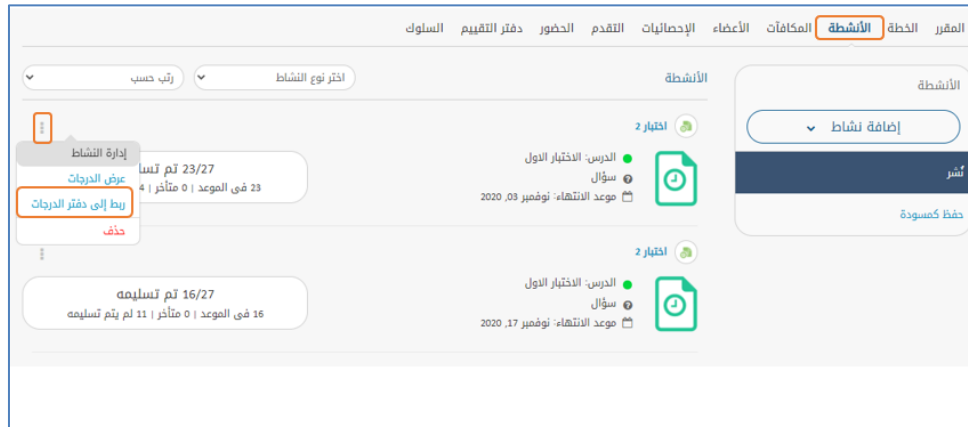 المقرر الخطة الأنشطة المكافآت الأعضاء الإحصائيات التقدم الحضور دفتر التقييم السلوك
الأنشطة
إضافة نشاط
نُشر
حفظ كمسودة
الأنشطة
اختر نوع النشاط
رتب حسب
اختبار 2
الدرس: الاختبار الاول
سؤال
موعد الانتهاء: نوفمبر 03, 2020
23/27 تم تسا
23 في الموعد | 0 متأخر | 4
إدارة النشاط
عرض الدرجات
ربط إلى دفتر الدرجات
حذف
اختبار 2
الدرس: الاختبار الاول
سؤال
موعد الانتهاء: نوفمبر 17, 2020
16/27 تم تسليمه
16 في الموعد | 0 متأخر | 11 لم يتم تسليمه